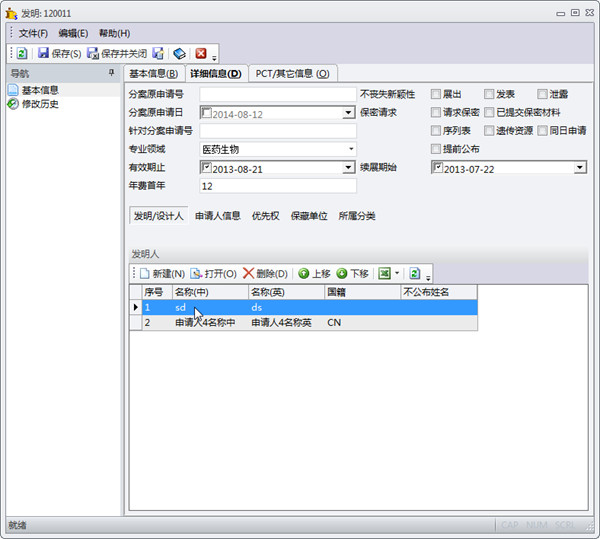 发明: 120011
文件(F) 编辑(E) 帮助(H)
保存(S) 保存并关闭
导航
基本信息
修改历史
基本信息(B) 详细信息(D) PCT/其它信息 (O)
分案原申请号 不丧失新颖性 展出 发表 泄露
分案原申请日 2014-08-12 保密请求 请求保密 已提交保密材料
针对分案申请号 序列表 遗传资源 同日申请
专业领域 医药生物 提前公布
有效期止 2013-08-21 续展期始 2013-07-22
年费首年 12
发明/设计人 申请人信息 优先权 保藏单位 所属分类
发明人
新建(N) 打开(O) 删除(D) 上移 下移
序号 名称(中) 名称(英) 国籍 不公布姓名
1 sd ds
2 申请人4名称中 申请人4名称英 CN
就绪 CAP NUM SCRL